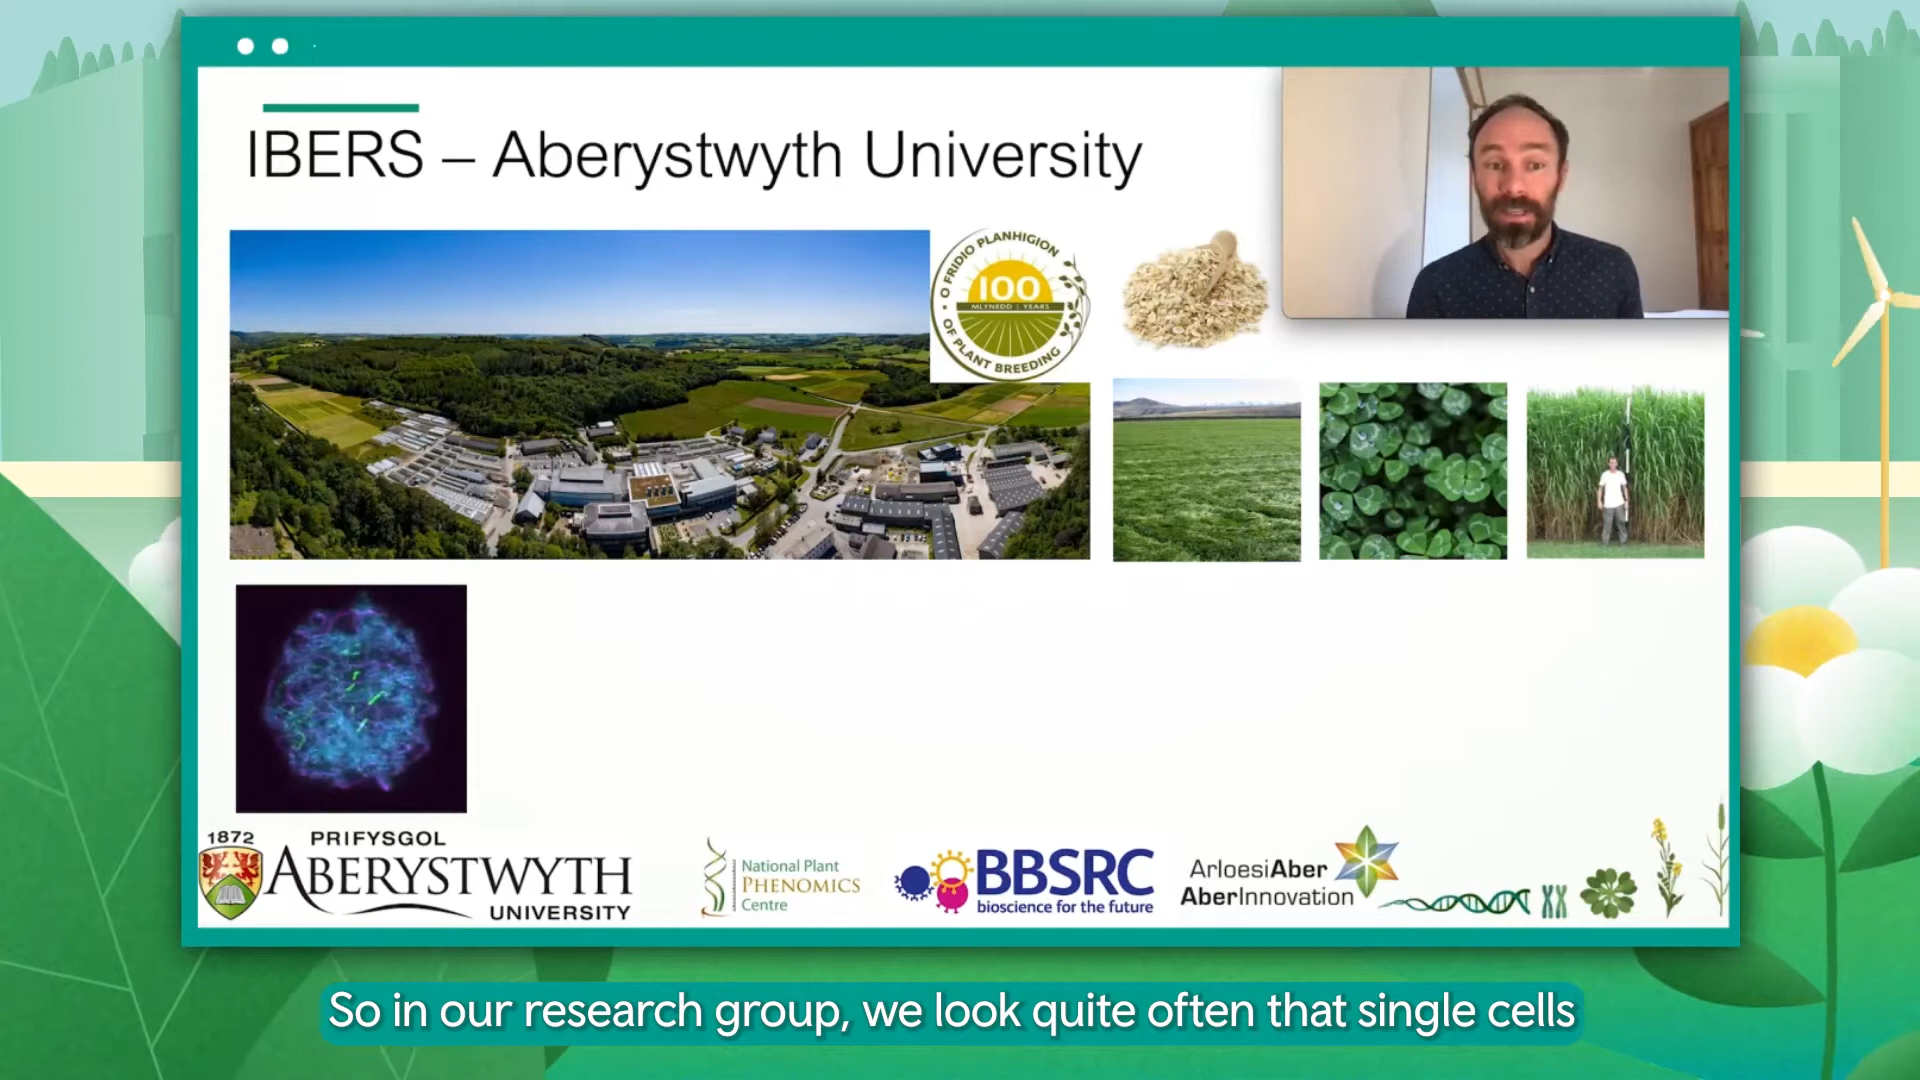 IBERS – Aberystwyth University
O FRIDIO PLANHIGION
100
MLYNEDD | YEARS
OF PLANT BREEDING
1872
PRIFYSGOL
ABERYSTWYTH
UNIVERSITY
National Plant
PHENOMICS
Centre
BBSRC
bioscience for the future
ArloesiAber
AberInnovation
So in our research group, we look quite often that single cells